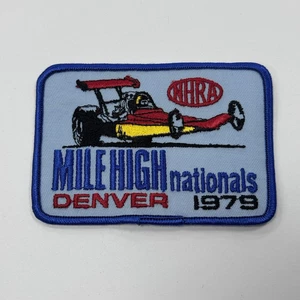 NHRA
MILE HIGH nationals
DENVER 1979